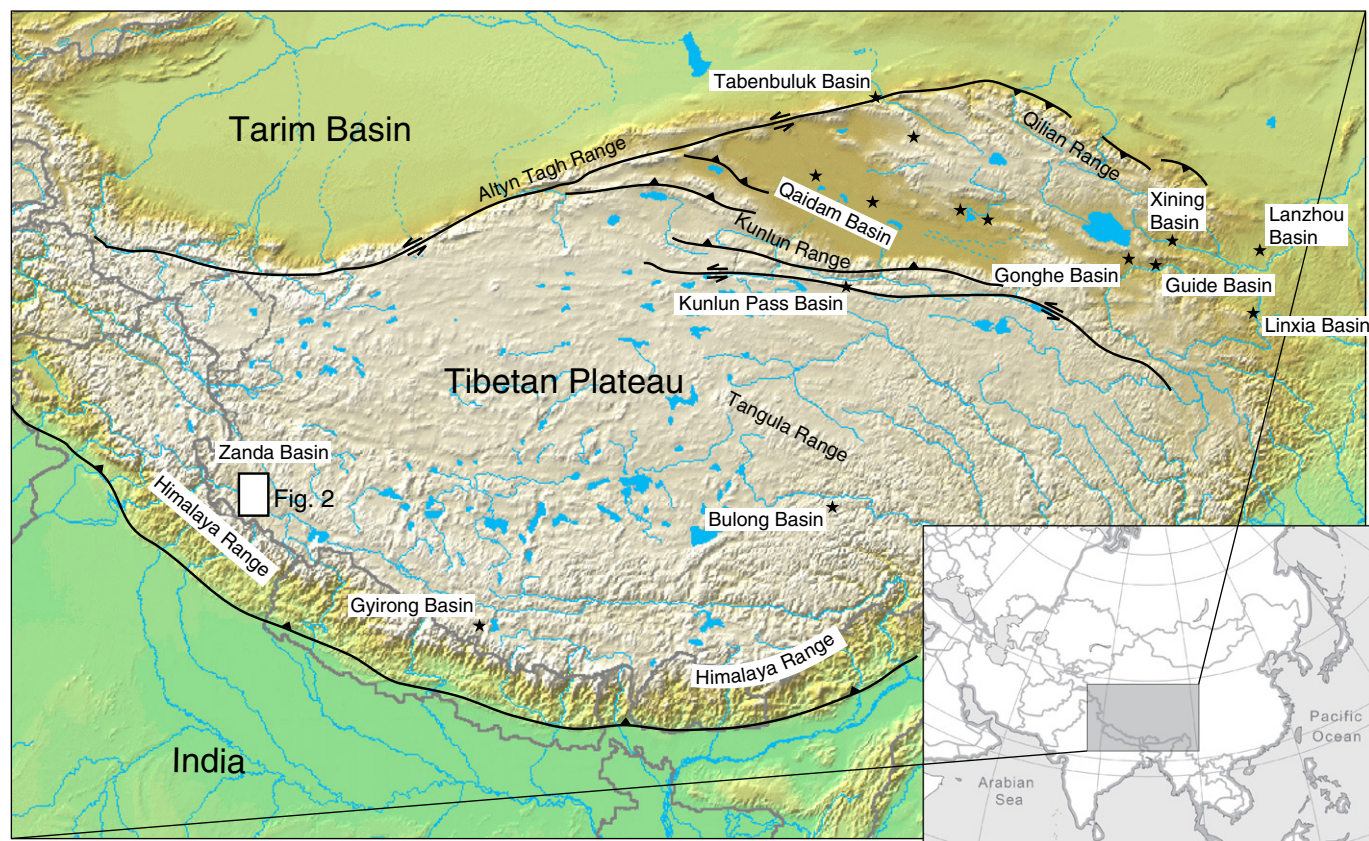 Tabenbuluk Basin
Tarim Basin
Qilian Range
Altyn Tagh Range
Xining
Basin
Lanzhou
Basin
Qaidam Basin
Kunlun Range
Gonghe Basin
Guide Basin
Kunlun Pass Basin
Linxia Basin
Tibetan Plateau
Tangula Range
Zanda Basin
Fig. 2
Himalaya Range
Bulong Basin
Gyirong Basin
Himalaya Range
India
Pacific
Ocean
Arabian
Sea